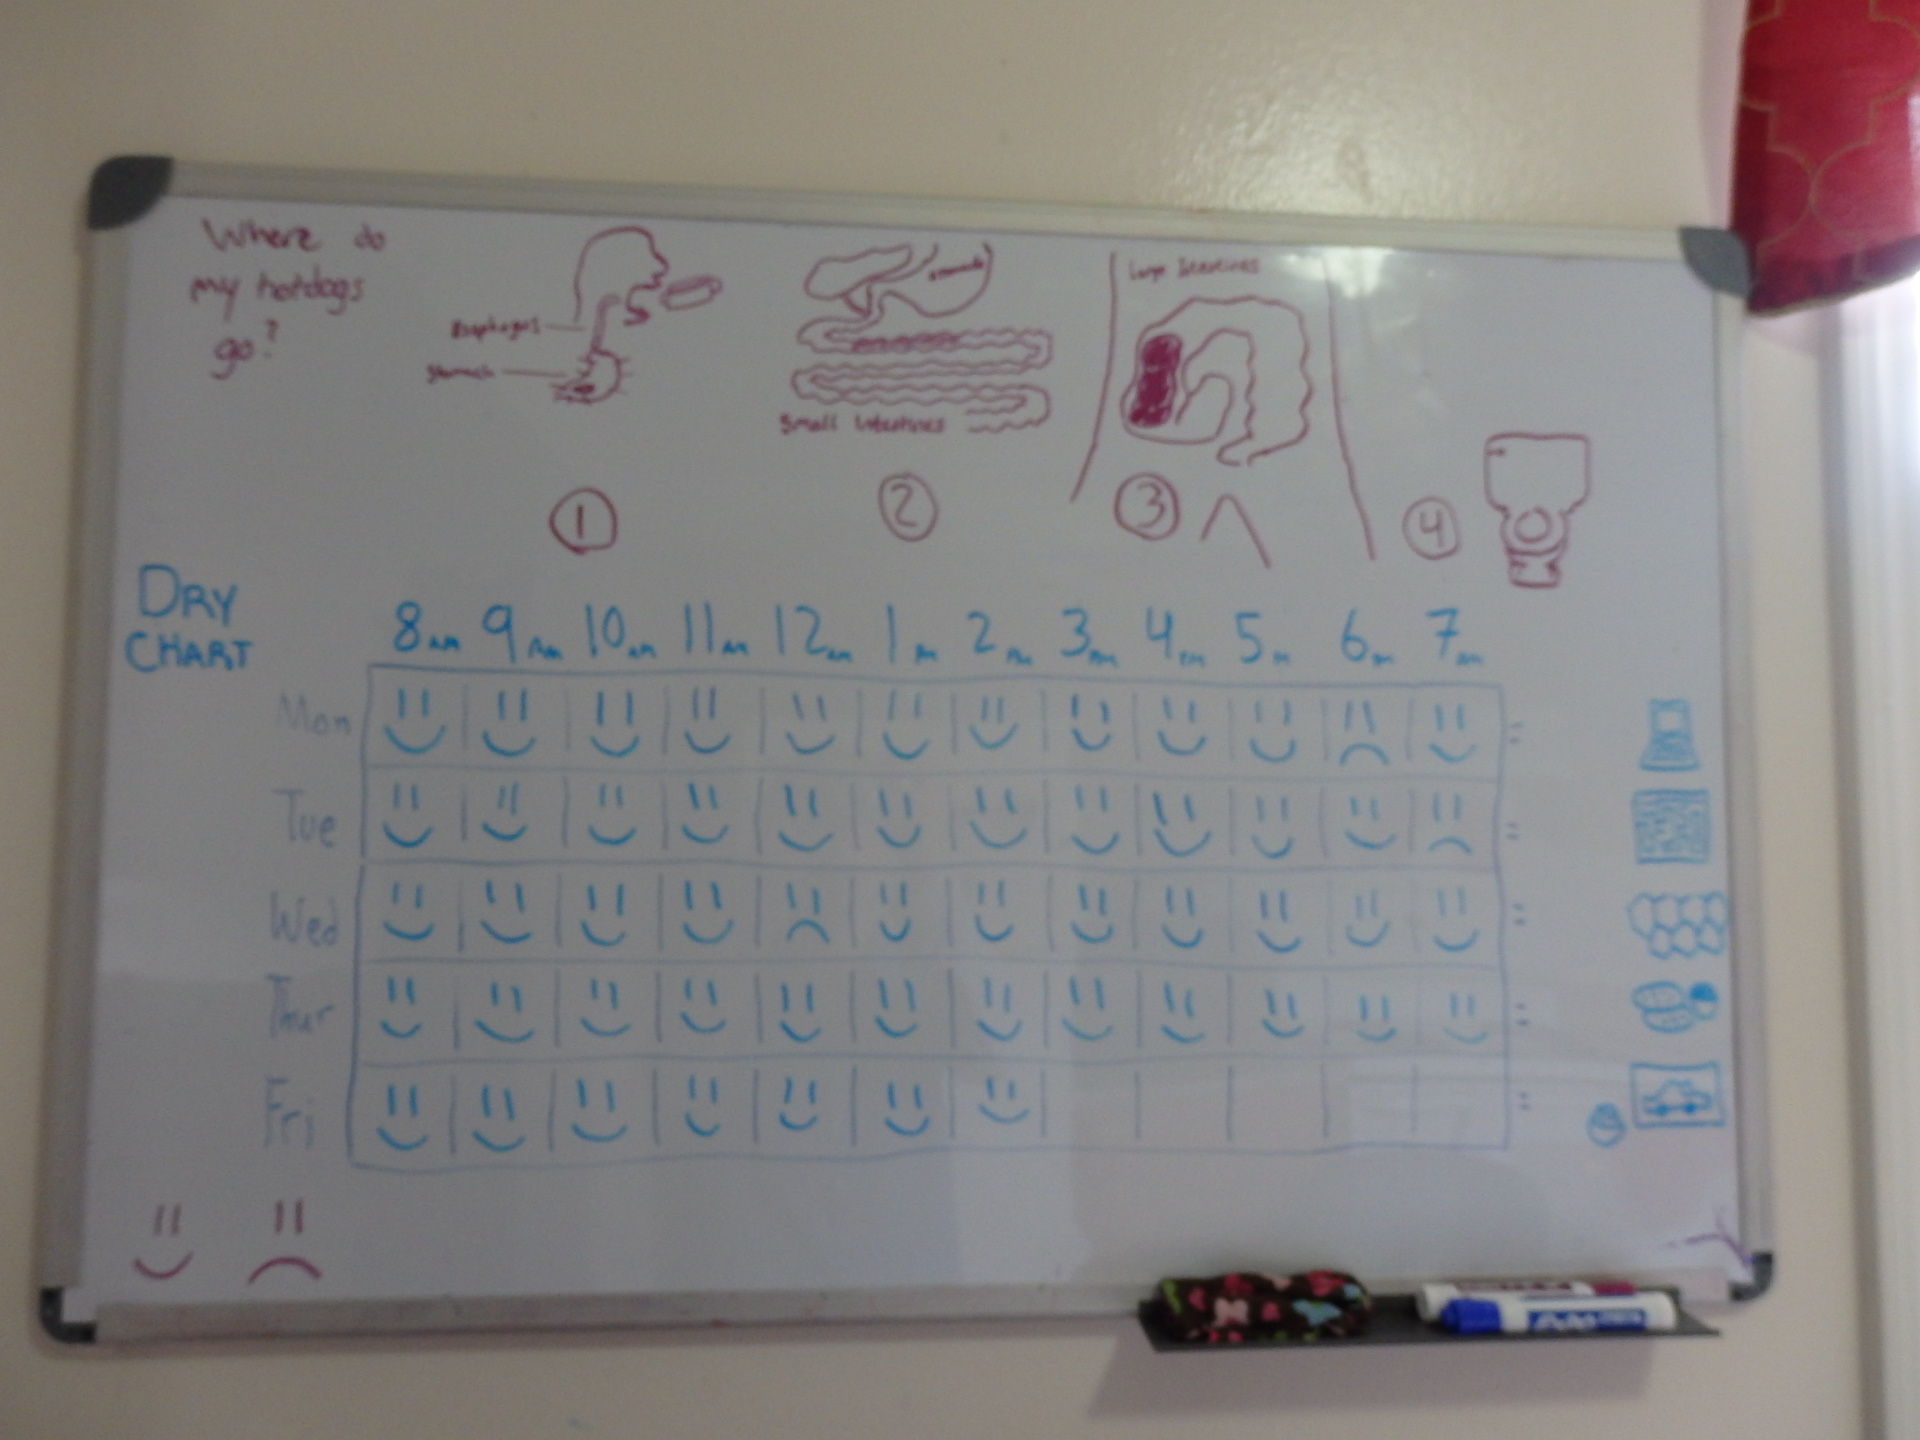 Where do
my hotdogs
go?
Esophagus
Stomach
Stomach
Small Intestines
Large Intestines
1
2
3
4
DRY
CHART
8am 9am 10am 11am 12am 1pm 2pm 3pm 4pm 5pm 6pm 7pm
Mon
Tue
Wed
Thur
Fri